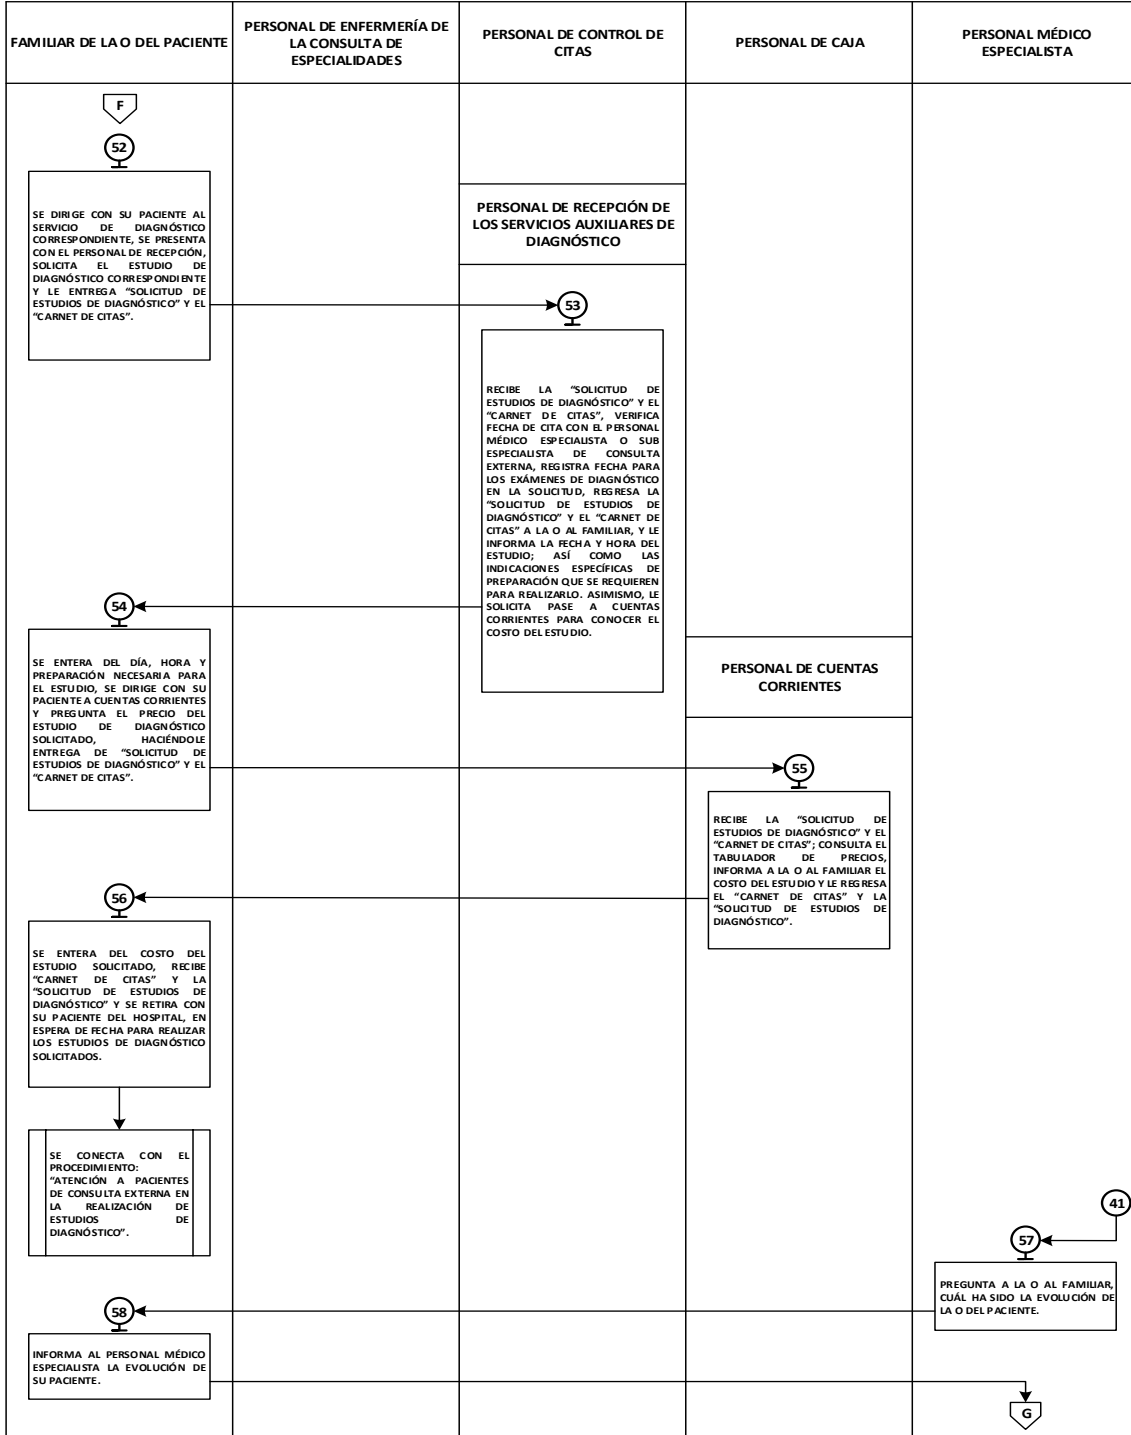 FAMILIAR DE LA O DEL PACIENTE
PERSONAL DE ENFERMERÍA DE
LA CONSULTA DE
ESPECIALIDADES
PERSONAL DE CONTROL DE
CITAS
PERSONAL DE CAJA
PERSONAL MÉDICO
ESPECIALISTA
F
52
SE DIRIGE CON SU PACIENTE AL
SERVICIO DE DIAGNÓSTICO
CORRESPONDIENTE, SE PRESENTA
CON EL PERSONAL DE RECEPCIÓN,
SOLICITA EL ESTUDIO DE
DIAGNÓSTICO CORRESPONDIENTE
Y LE ENTREGA “SOLICITUD DE
ESTUDIOS DE DIAGNÓSTICO” Y EL
“CARNET DE CITAS”.
PERSONAL DE RECEPCIÓN DE
LOS SERVICIOS AUXILIARES DE
DIAGNÓSTICO
53
RECIBE LA “SOLICITUD DE
ESTUDIOS DE DIAGNÓSTICO” Y EL
“CARNET DE CITAS”, VERIFICA
FECHA DE CITA CON EL PERSONAL
MÉDICO ESPECIALISTA O SUB
ESPECIALISTA DE CONSULTA
EXTERNA, REGISTRA FECHA PARA
LOS EXÁMENES DE DIAGNÓSTICO
EN LA SOLICITUD, REGRESA LA
“SOLICITUD DE ESTUDIOS DE
DIAGNÓSTICO” Y EL “CARNET DE
CITAS” A LA O AL FAMILIAR, Y LE
INFORMA LA FECHA Y HORA DEL
ESTUDIO; ASÍ COMO LAS
INDICACIONES ESPECÍFICAS DE
PREPARACIÓN QUE SE REQUIEREN
PARA REALIZARLO. ASIMISMO, LE
SOLICITA PASE A CUENTAS
CORRIENTES PARA CONOCER EL
COSTO DEL ESTUDIO.
54
SE ENTERA DEL DÍA, HORA Y
PREPARACIÓN NECESARIA PARA
EL ESTUDIO, SE DIRIGE CON SU
PACIENTE A CUENTAS CORRIENTES
Y PREGUNTA EL PRECIO DEL
ESTUDIO DE DIAGNÓSTICO
SOLICITADO, HACIÉNDOLE
ENTREGA DE “SOLICITUD DE
ESTUDIOS DE DIAGNÓSTICO” Y EL
“CARNET DE CITAS”.
PERSONAL DE CUENTAS
CORRIENTES
55
RECIBE LA “SOLICITUD DE
ESTUDIOS DE DIAGNÓSTICO” Y EL
“CARNET DE CITAS”; CONSULTA EL
TABULADOR DE PRECIOS,
INFORMA A LA O AL FAMILIAR EL
COSTO DEL ESTUDIO Y LE REGRESA
EL “CARNET DE CITAS” Y LA
“SOLICITUD DE ESTUDIOS DE
DIAGNÓSTICO”.
56
SE ENTERA DEL COSTO DEL
ESTUDIO SOLICITADO, RECIBE
“CARNET DE CITAS” Y LA
“SOLICITUD DE ESTUDIOS DE
DIAGNÓSTICO” Y SE RETIRA CON
SU PACIENTE DEL HOSPITAL, EN
ESPERA DE FECHA PARA REALIZAR
LOS ESTUDIOS DE DIAGNÓSTICO
SOLICITADOS.
SE CONECTA CON EL
PROCEDIMIENTO:
“ATENCIÓN A PACIENTES
DE CONSULTA EXTERNA EN
LA REALIZACIÓN DE
ESTUDIOS DE
DIAGNÓSTICO”.
41
57
PREGUNTA A LA O AL FAMILIAR,
CUÁL HA SIDO LA EVOLUCIÓN DE
LA O DEL PACIENTE.
58
INFORMA AL PERSONAL MÉDICO
ESPECIALISTA LA EVOLUCIÓN DE
SU PACIENTE.
G